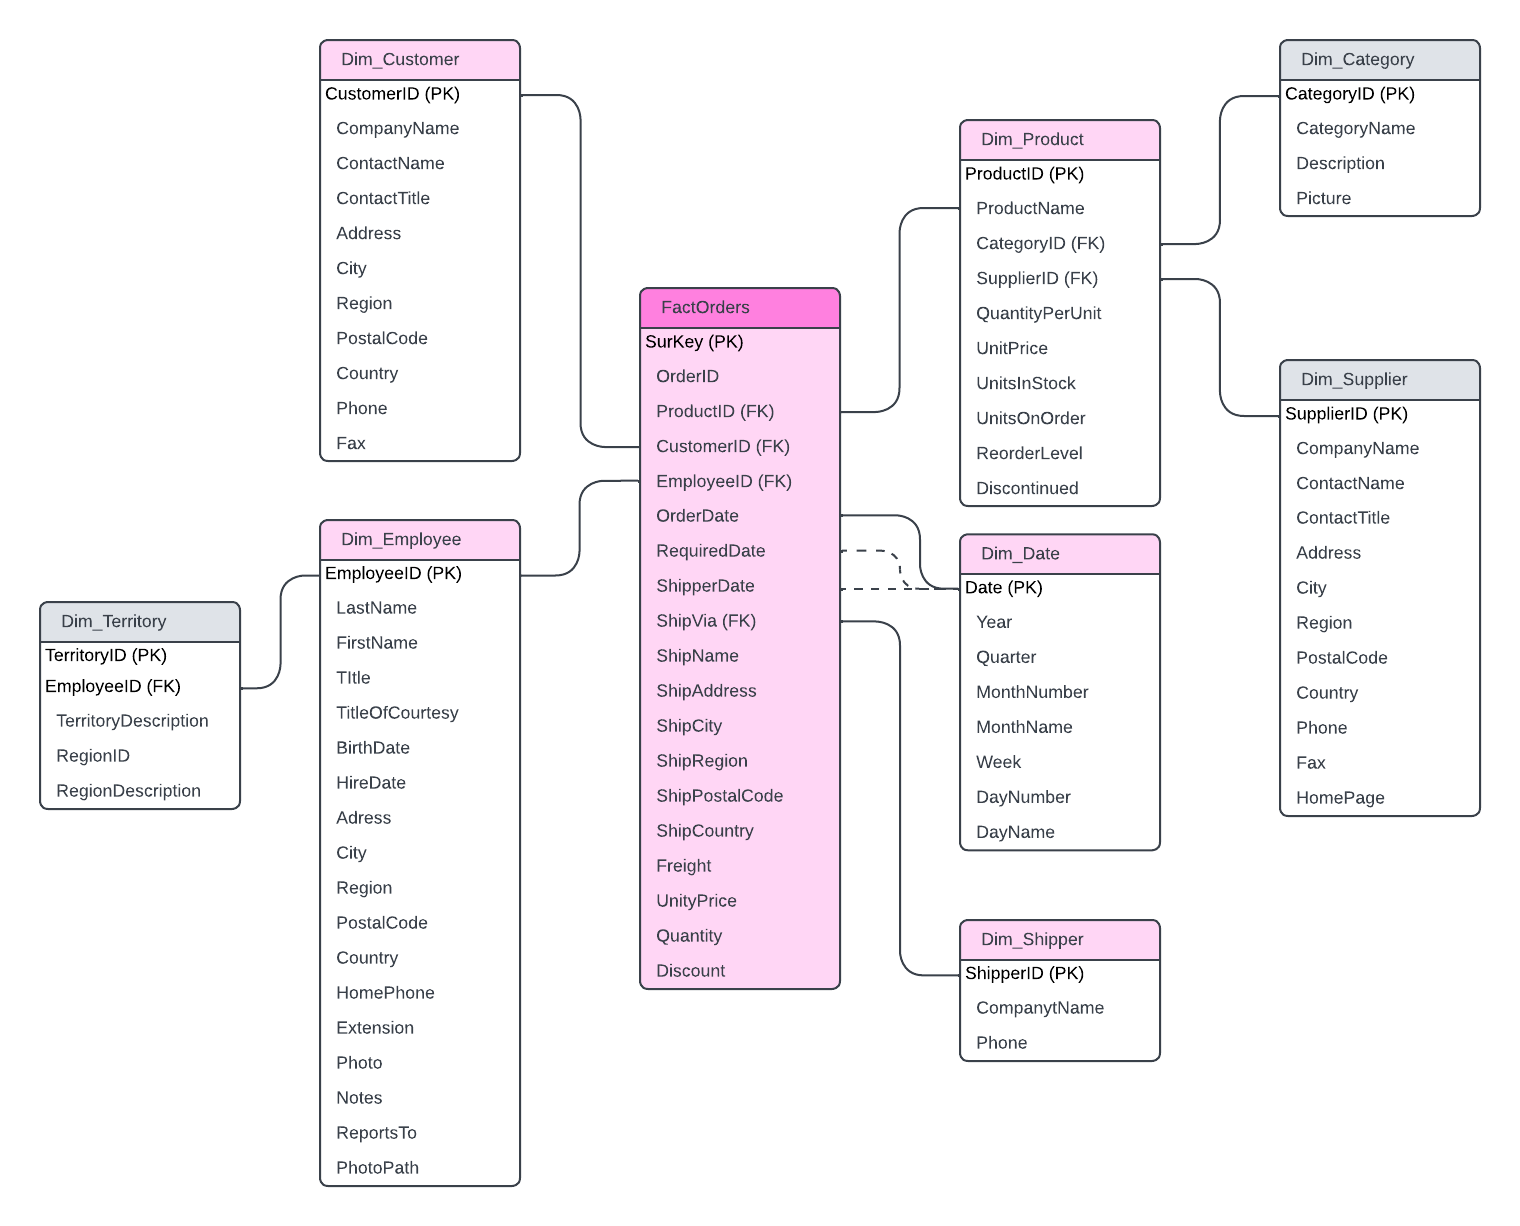 Dim_Customer
CustomerID (PK)
CompanyName
ContactName
ContactTitle
Address
City
Region
PostalCode
Country
Phone
Fax
Dim_Employee
EmployeeID (PK)
LastName
FirstName
TItle
TitleOfCourtesy
BirthDate
HireDate
Adress
City
Region
PostalCode
Country
HomePhone
Extension
Photo
Notes
ReportsTo
PhotoPath
Dim_Territory
TerritoryID (PK)
EmployeeID (FK)
TerritoryDescription
RegionID
RegionDescription
FactOrders
SurKey (PK)
OrderID
ProductID (FK)
CustomerID (FK)
EmployeeID (FK)
OrderDate
RequiredDate
ShipperDate
ShipVia (FK)
ShipName
ShipAddress
ShipCity
ShipRegion
ShipPostalCode
ShipCountry
Freight
UnityPrice
Quantity
Discount
Dim_Product
ProductID (PK)
ProductName
CategoryID (FK)
SupplierID (FK)
QuantityPerUnit
UnitPrice
UnitsInStock
UnitsOnOrder
ReorderLevel
Discontinued
Dim_Date
Date (PK)
Year
Quarter
MonthNumber
MonthName
Week
DayNumber
DayName
Dim_Shipper
ShipperID (PK)
CompanytName
Phone
Dim_Category
CategoryID (PK)
CategoryName
Description
Picture
Dim_Supplier
SupplierID (PK)
CompanyName
ContactName
ContactTitle
Address
City
Region
PostalCode
Country
Phone
Fax
HomePage